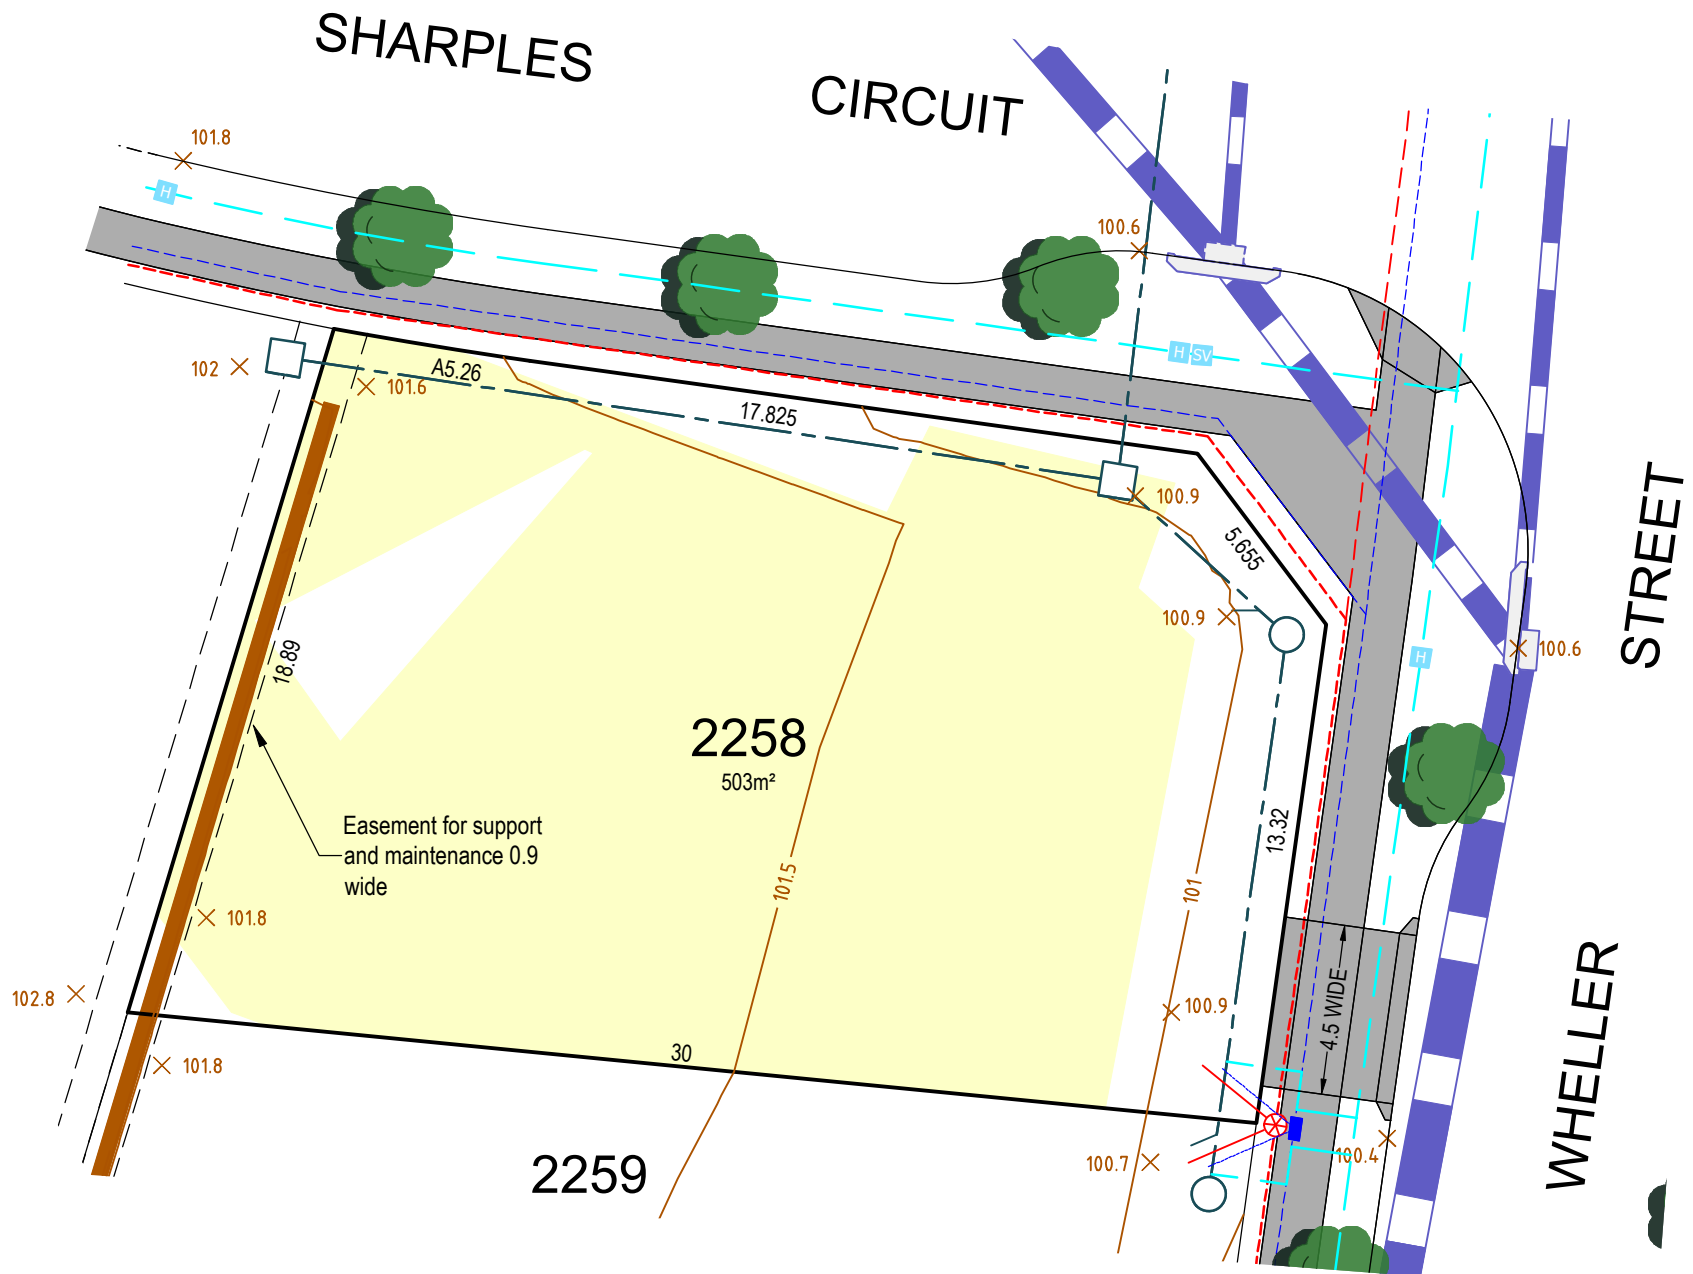 SHARPLES
CIRCUIT
101.8
H
100.6
102
101.6
A5.26
17.825
H
SV
100.9
5.655
100.9
STREET
H
100.6
18.89
2258
503m²
Easement for support
and maintenance 0.9
wide
13.32
101.5
101
101.8
102.8
100.9
4.5 WIDE
WHELLER
30
101.8
100.7
100.4
2259